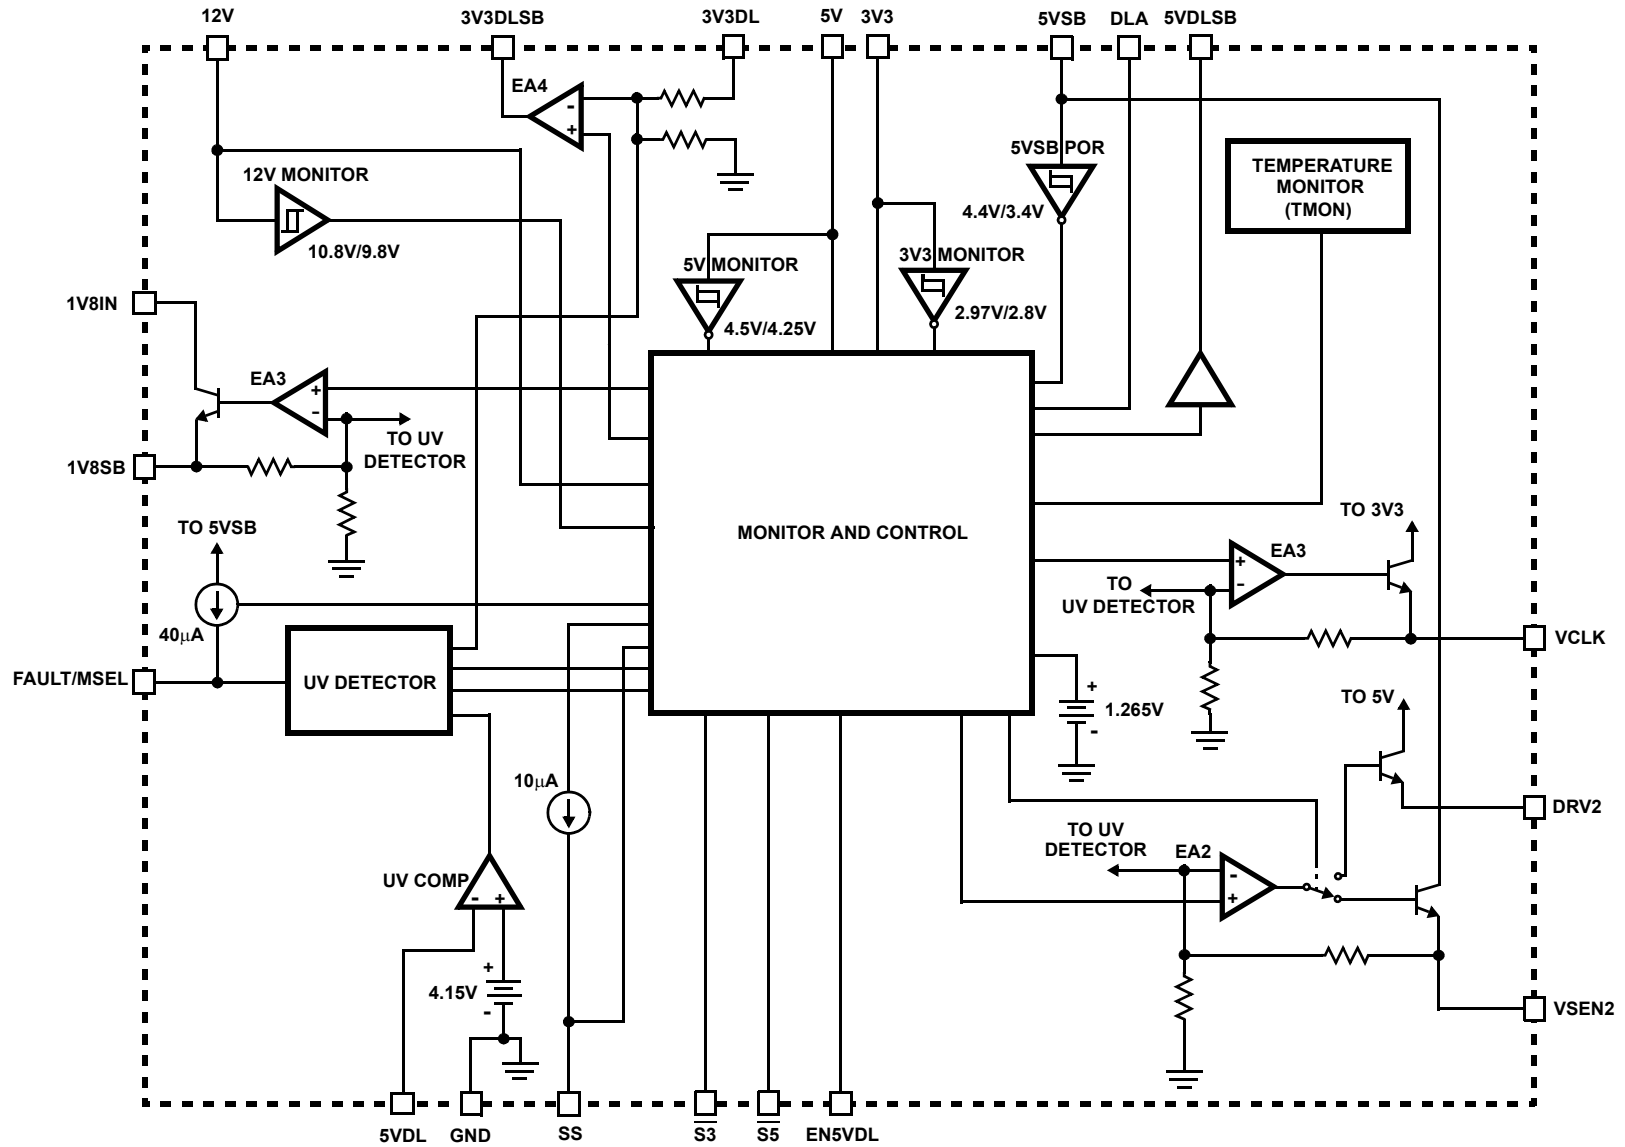 12V
3V3DLSB
3V3DL
5V
3V3
5VSB
DLA
5VDLSB
EA4
-
+
12V MONITOR
10.8V/9.8V
5VSB POR
4.4V/3.4V
TEMPERATURE
MONITOR
(TMON)
5V MONITOR
4.5V/4.25V
3V3 MONITOR
2.97V/2.8V
1V8IN
EA3
+
-
TO UV
DETECTOR
1V8SB
TO 5VSB
40µA
FAULT/MSEL
UV DETECTOR
MONITOR AND CONTROL
TO 3V3
EA3
+
-
TO
UV DETECTOR
VCLK
+
1.265V
-
TO 5V
DRV2
10µA
TO UV
DETECTOR
EA2
-
+
UV COMP
-
+
+
4.15V
-
VSEN2
5VDL
GND
SS
S3
S5
EN5VDL